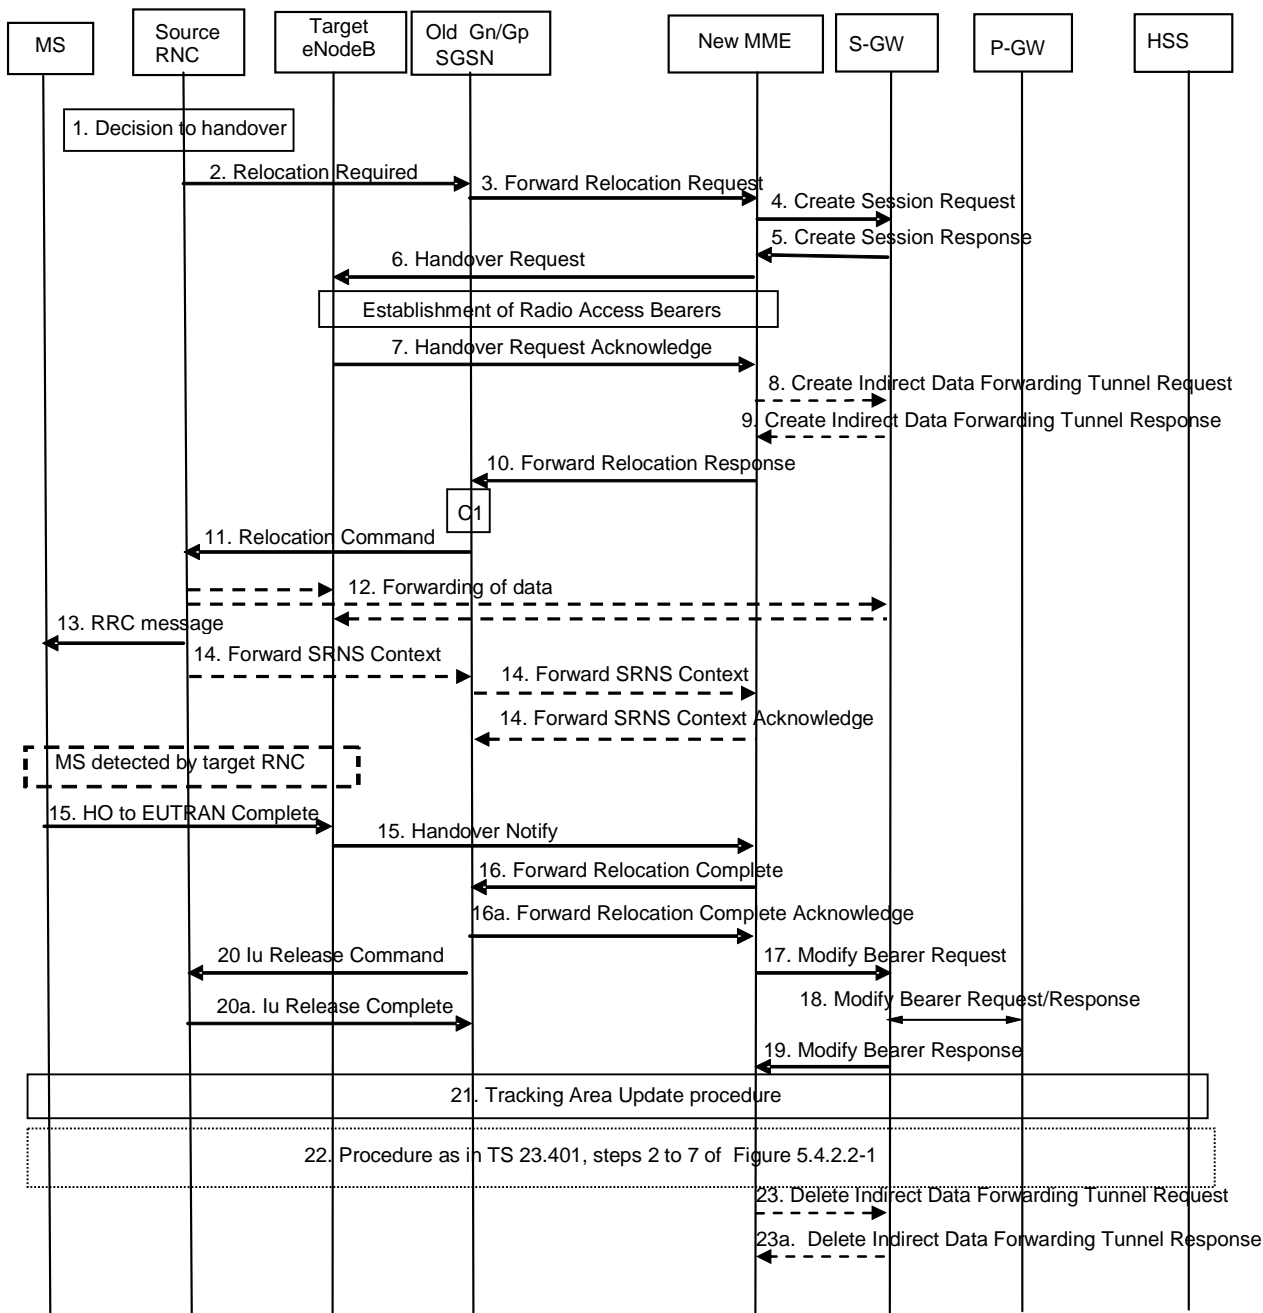 MS
Source
RNC
Target
eNodeB
Old Gn/Gp
SGSN
New MME
S-GW
P-GW
HSS
1. Decision to handover
2. Relocation Required
3. Forward Relocation Request
4. Create Session Request
5. Create Session Response
6. Handover Request
Establishment of Radio Access Bearers
7. Handover Request Acknowledge
8. Create Indirect Data Forwarding Tunnel Request
9. Create Indirect Data Forwarding Tunnel Response
10. Forward Relocation Response
C1
11. Relocation Command
12. Forwarding of data
13. RRC message
14. Forward SRNS Context
14. Forward SRNS Context
14. Forward SRNS Context Acknowledge
MS detected by target RNC
15. HO to EUTRAN Complete
15. Handover Notify
16. Forward Relocation Complete
16a. Forward Relocation Complete Acknowledge
20 Iu Release Command
17. Modify Bearer Request
20a. Iu Release Complete
18. Modify Bearer Request/Response
19. Modify Bearer Response
21. Tracking Area Update procedure
22. Procedure as in TS 23.401, steps 2 to 7 of Figure 5.4.2.2-1
23. Delete Indirect Data Forwarding Tunnel Request
23a. Delete Indirect Data Forwarding Tunnel Response